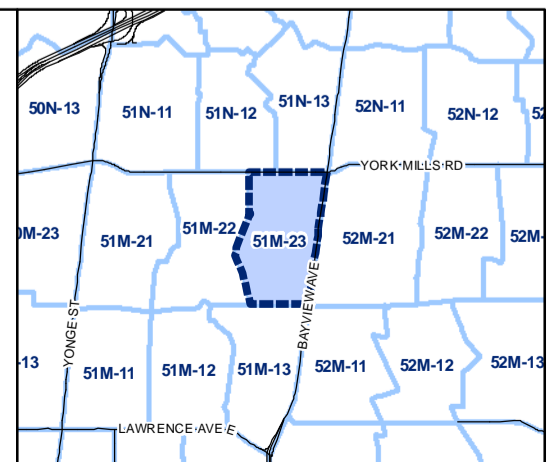 50N-13
51N-11
51N-12
51N-13
52N-11
52N-12
52
YORK MILLS RD
0M-23
51M-21
51M-22
51M-23
52M-21
52M-22
52M-
YONGE ST
BAYVIEW AVE
-13
51M-11
51M-12
51M-13
52M-11
52M-12
52M-13
LAWRENCE AVE E